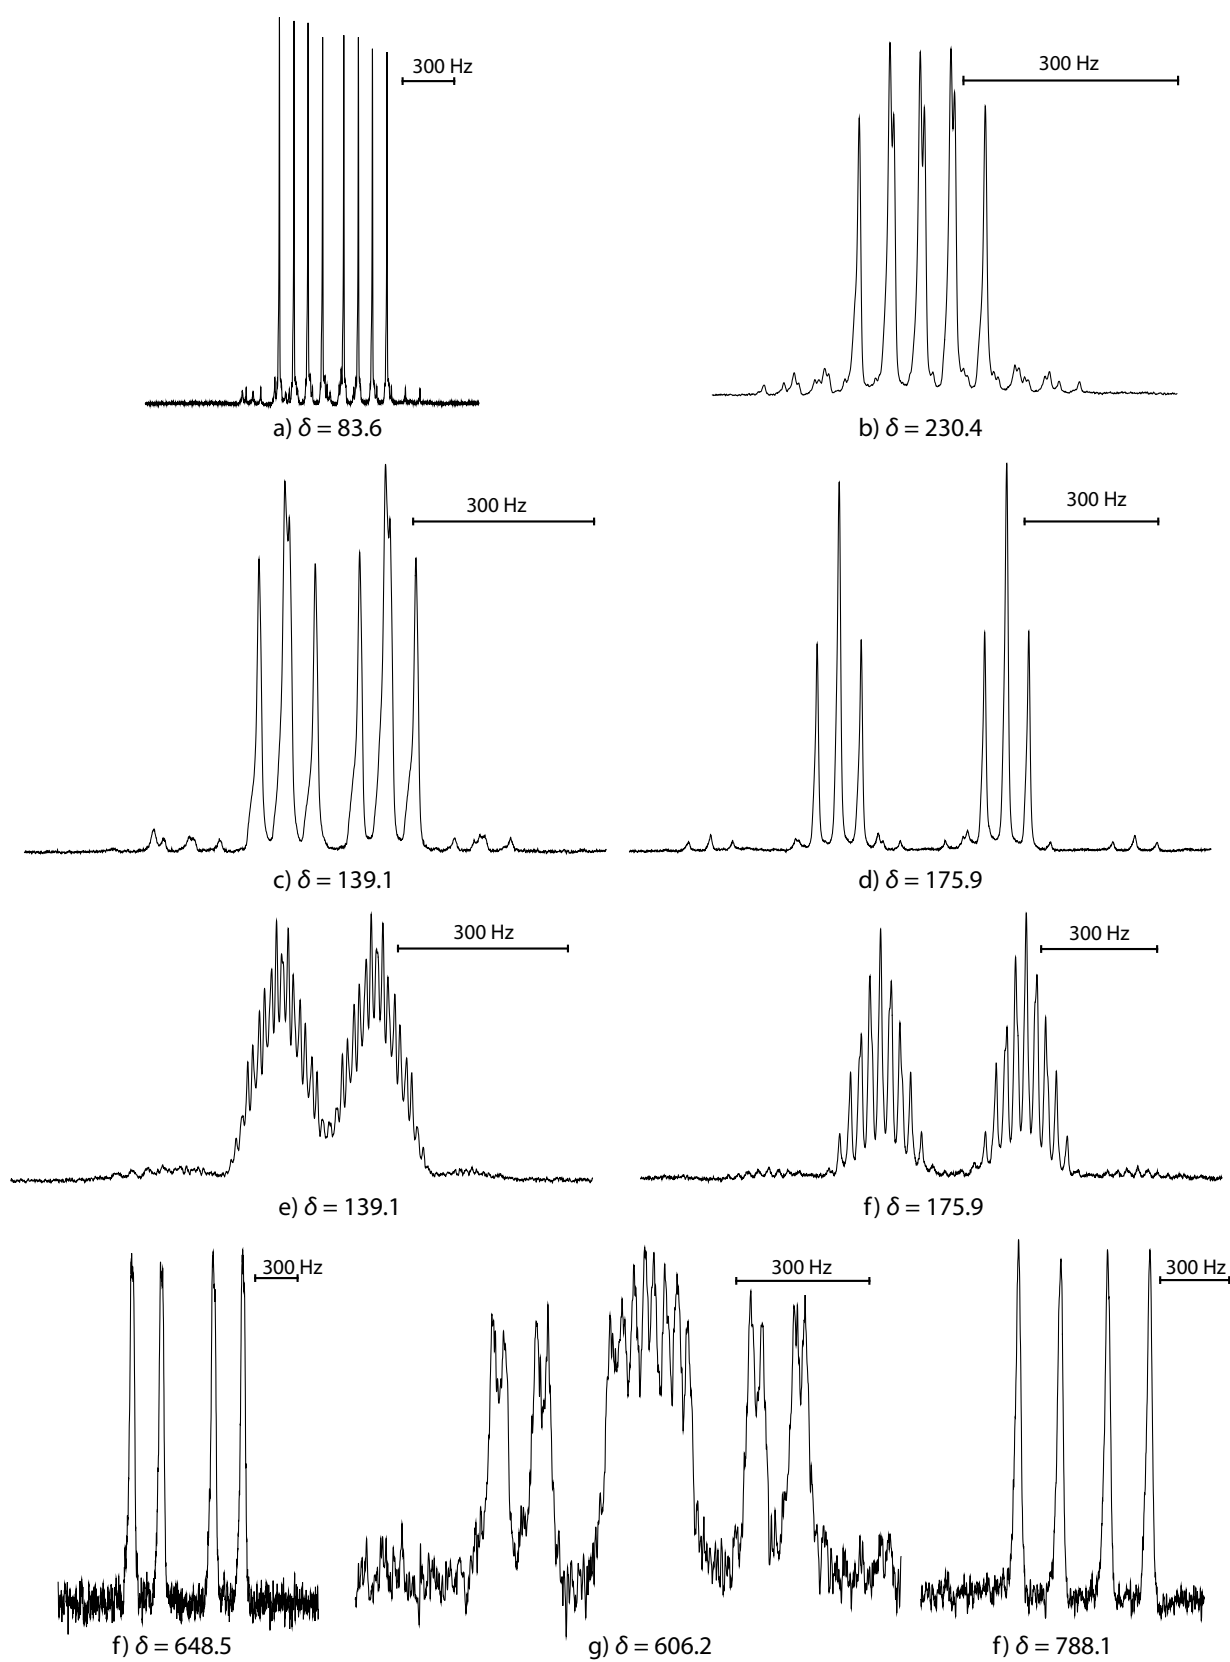 300 Hz
300 Hz
a) δ = 83.6
b) δ = 230.4
300 Hz
300 Hz
c) δ = 139.1
d) δ = 175.9
300 Hz
300 Hz
e) δ = 139.1
f) δ = 175.9
300 Hz
300 Hz
300 Hz
f) δ = 648.5
g) δ = 606.2
f) δ = 788.1